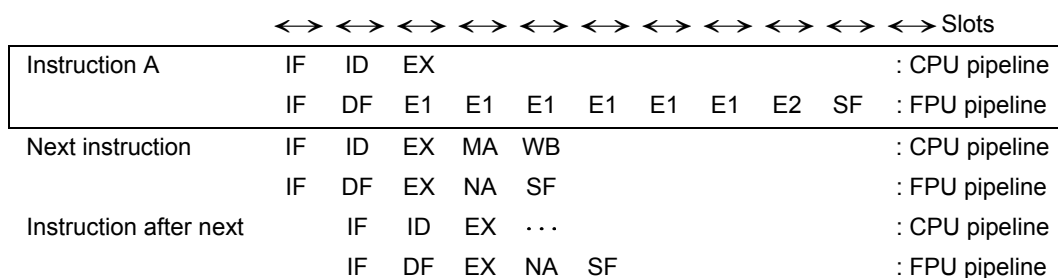 Slots
Instruction A IF ID EX : CPU pipeline
IF DF E1 E1 E1 E1 E1 E1 E2 SF : FPU pipeline
Next instruction IF ID EX MA WB : CPU pipeline
IF DF EX NA SF : FPU pipeline
Instruction after next IF ID EX ··· : CPU pipeline
IF DF EX NA SF : FPU pipeline